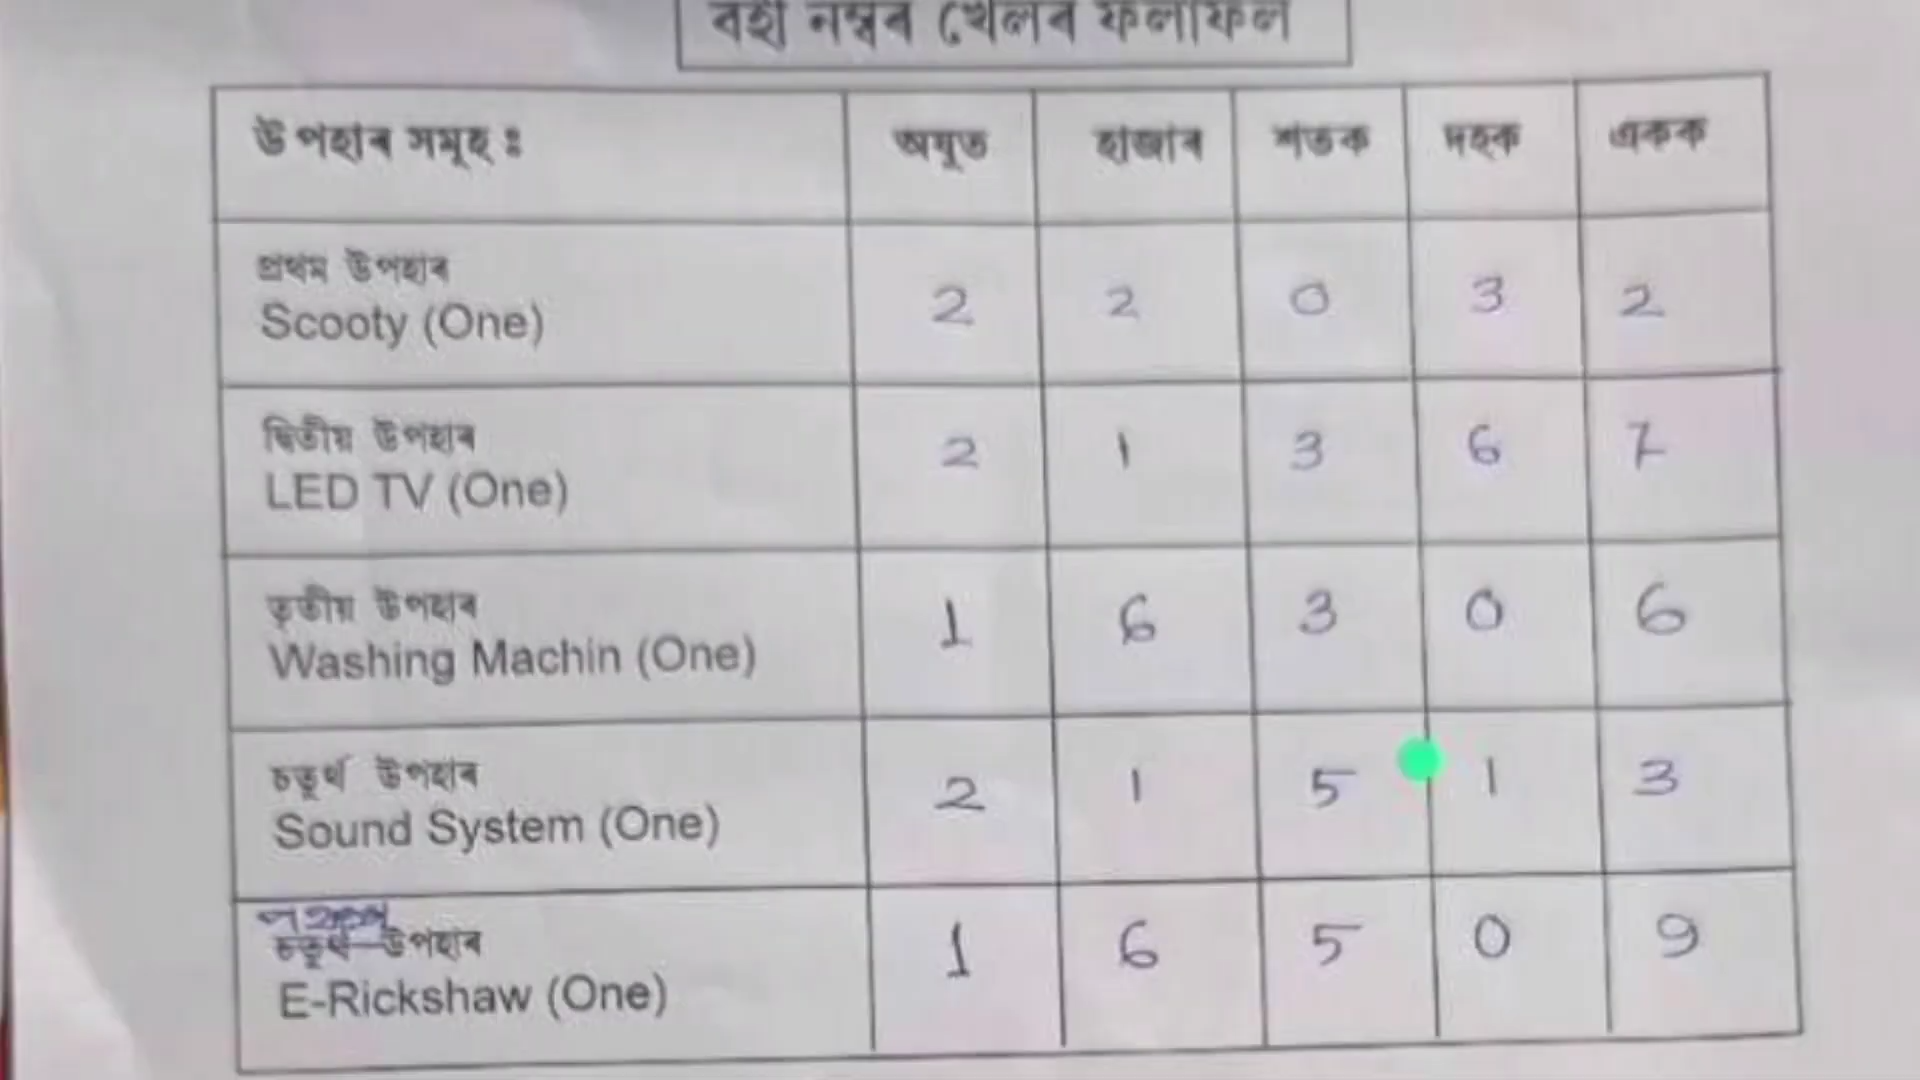 বহী নম্বৰ খেলৰ ফলাফল
উপহাৰ সমূহ : অযুত হাজাৰ শতক দহক একক
প্ৰথম উপহাৰ
Scooty (One) 2 2 0 3 2
দ্বিতীয় উপহাৰ
LED TV (One) 2 1 3 6 7
তৃতীয় উপহাৰ
Washing Machin (One) 1 6 3 0 6
চতুৰ্থ উপহাৰ
Sound System (One) 2 1 5 1 3
পঞ্চম
চতুৰ্থ উপহাৰ
E-Rickshaw (One) 1 6 5 0 9